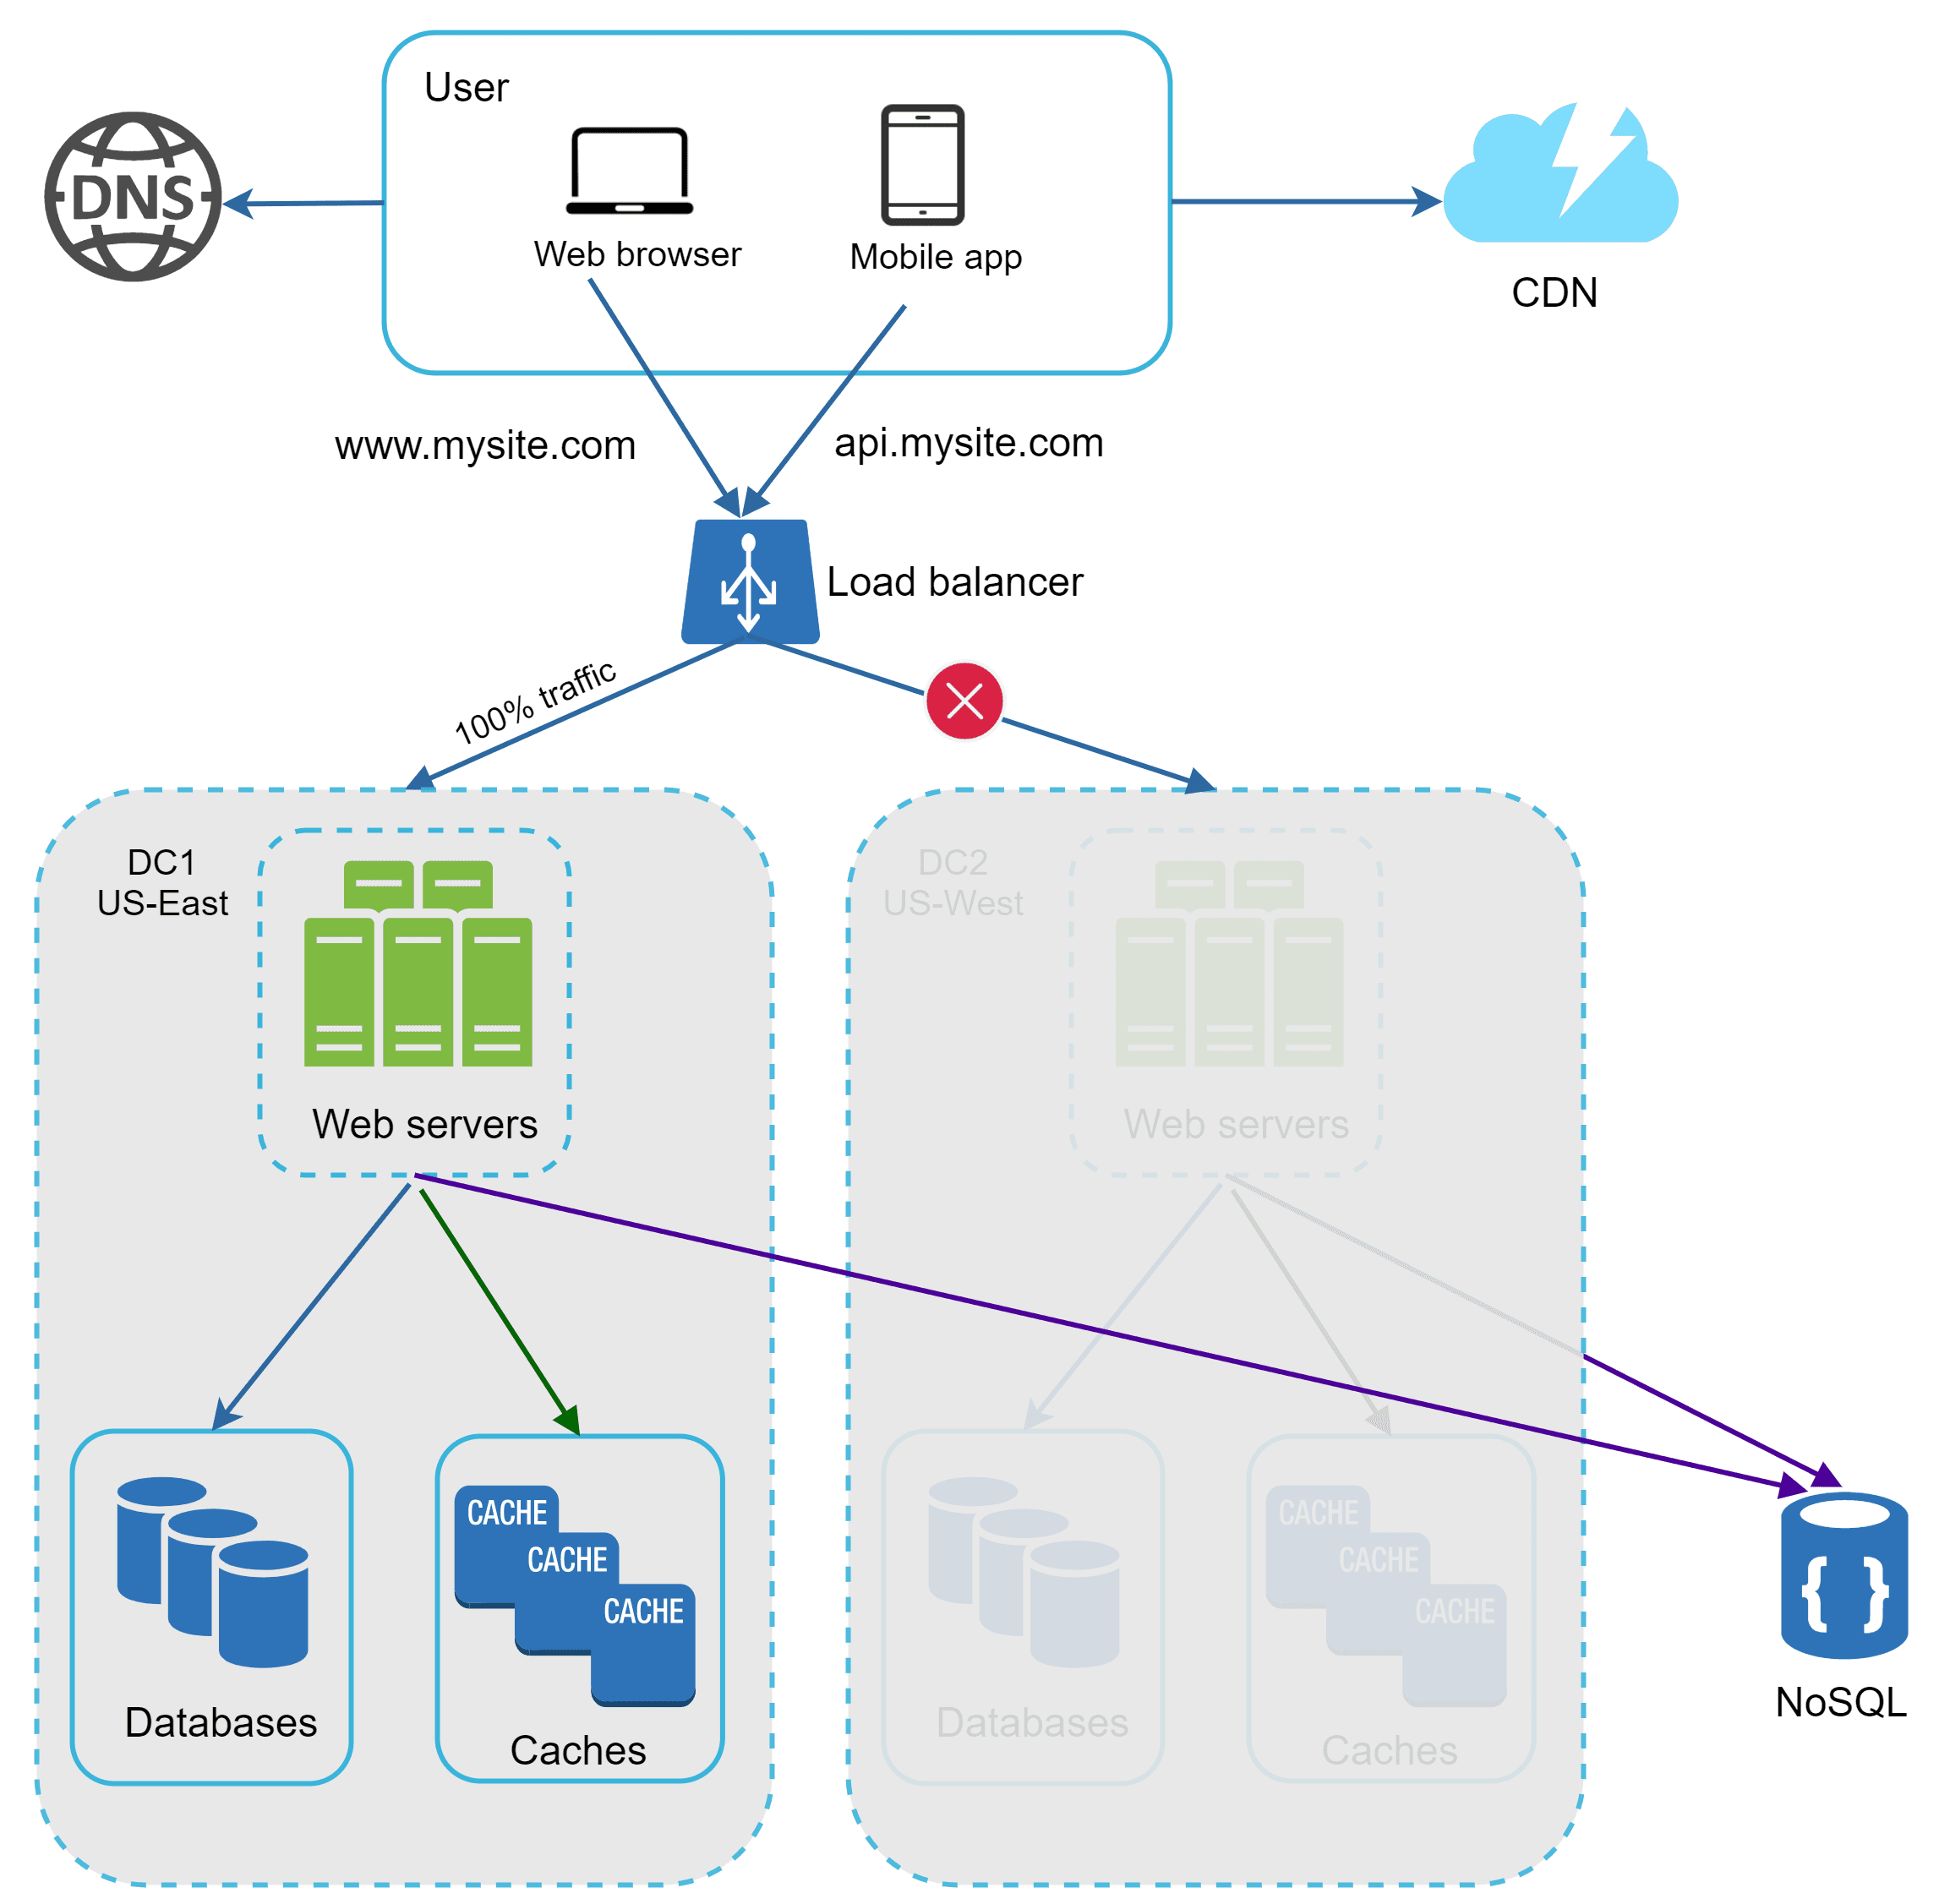 User
DNS
Web browser
Mobile app
CDN
www.mysite.com
api.mysite.com
Load balancer
100% traffic
DC1
US-East
Web servers
DC2
US-West
Web servers
CACHE
CACHE
CACHE
Databases
Caches
CACHE
CACHE
CACHE
Databases
Caches
{ }
NoSQL